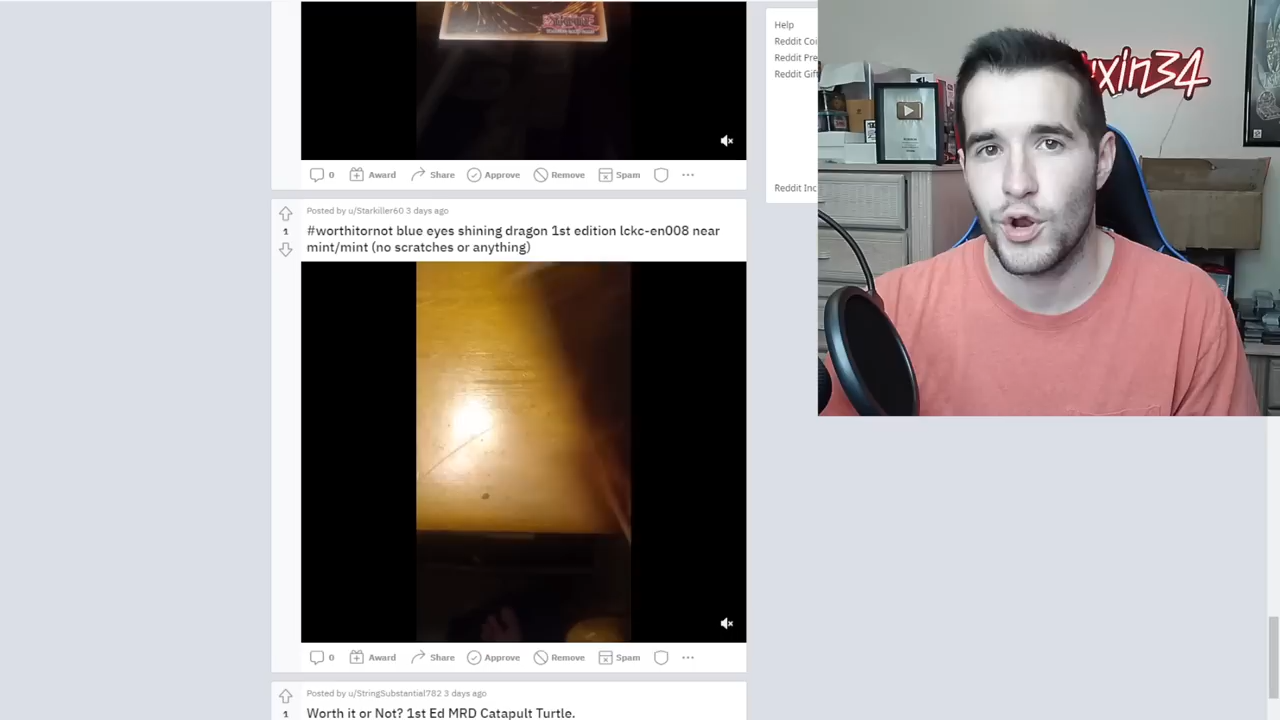 Help
Reddit Coi
Reddit Pre
Reddit Gif
Reddit Inc
xin34
0 Award Share Approve Remove Spam
Posted by u/Starkiller60 3 days ago
1
#worthitornot blue eyes shining dragon 1st edition lckc-en008 near
mint/mint (no scratches or anything)
0 Award Share Approve Remove Spam
Posted by u/StringSubstantial782 3 days ago
1
Worth it or Not? 1st Ed MRD Catapult Turtle.